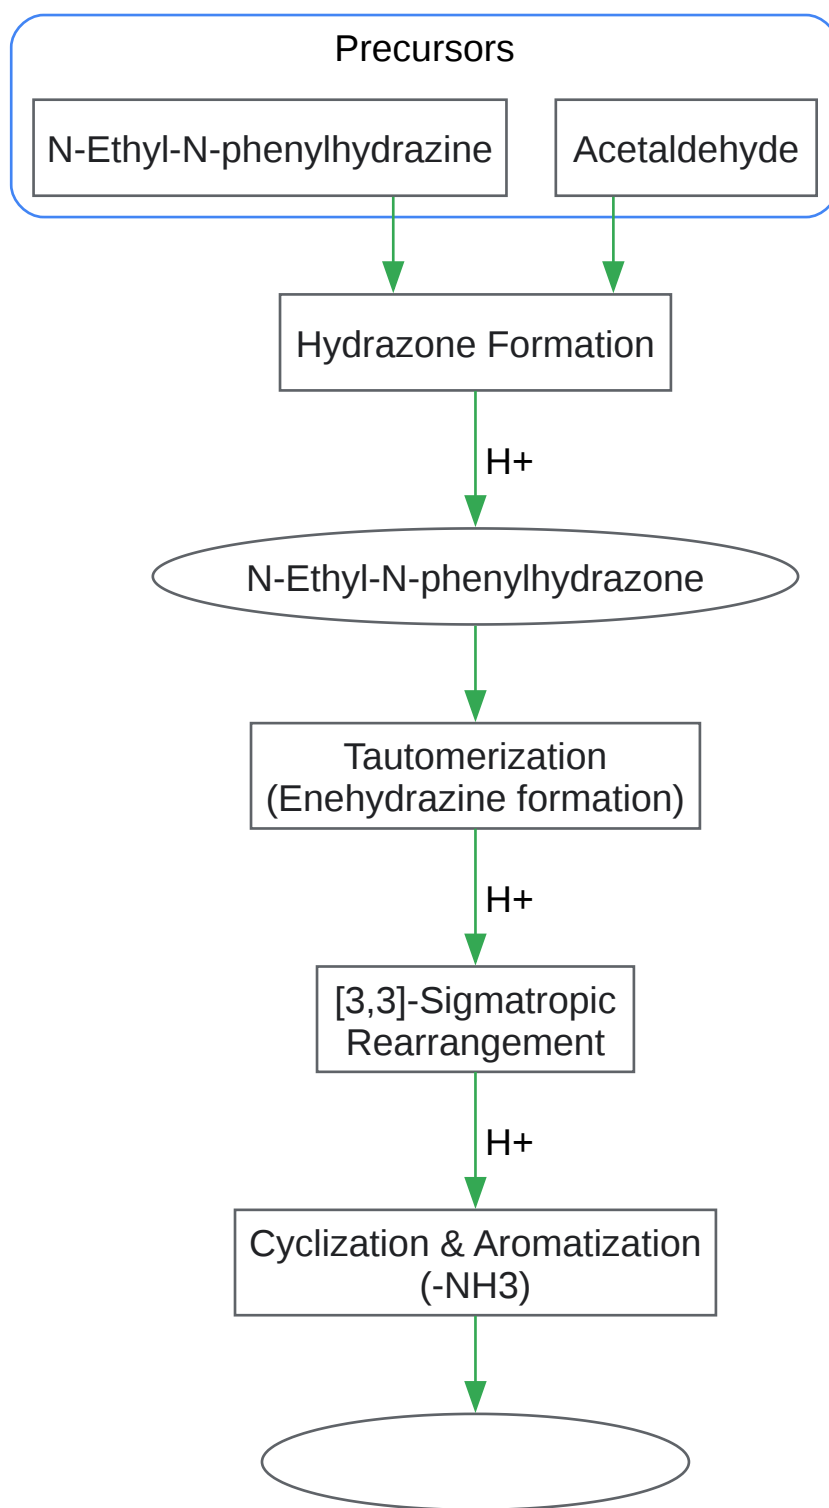 Precursors
N-Ethyl-N-phenylhydrazine
Acetaldehyde
Hydrazone Formation
H+
N-Ethyl-N-phenylhydrazone
Tautomerization
(Enehydrazine formation)
H+
[3,3]-Sigmatropic
Rearrangement
H+
Cyclization & Aromatization
(-NH3)